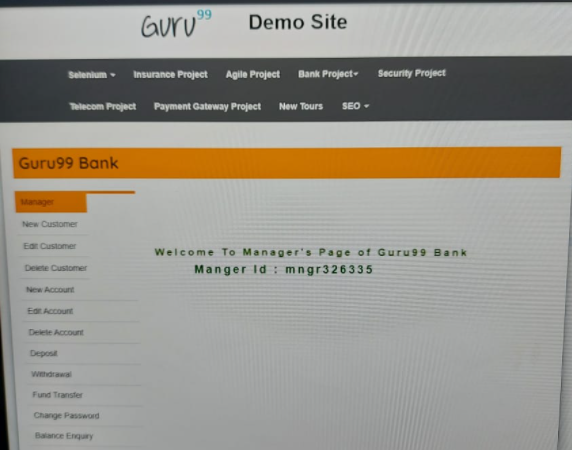 Guru99 Demo Site
Selenium Insurance Project Agile Project Bank Project Security Project
Telecom Project Payment Gateway Project New Tours SEO
Guru99 Bank
Manager
New Customer
Edit Customer
Delete Customer
New Account
Edit Account
Delete Account
Deposit
Withdrawal
Fund Transfer
Change Password
Balance Enquiry
Welcome To Manager's Page of Guru99 Bank
Manger Id : mngr326335